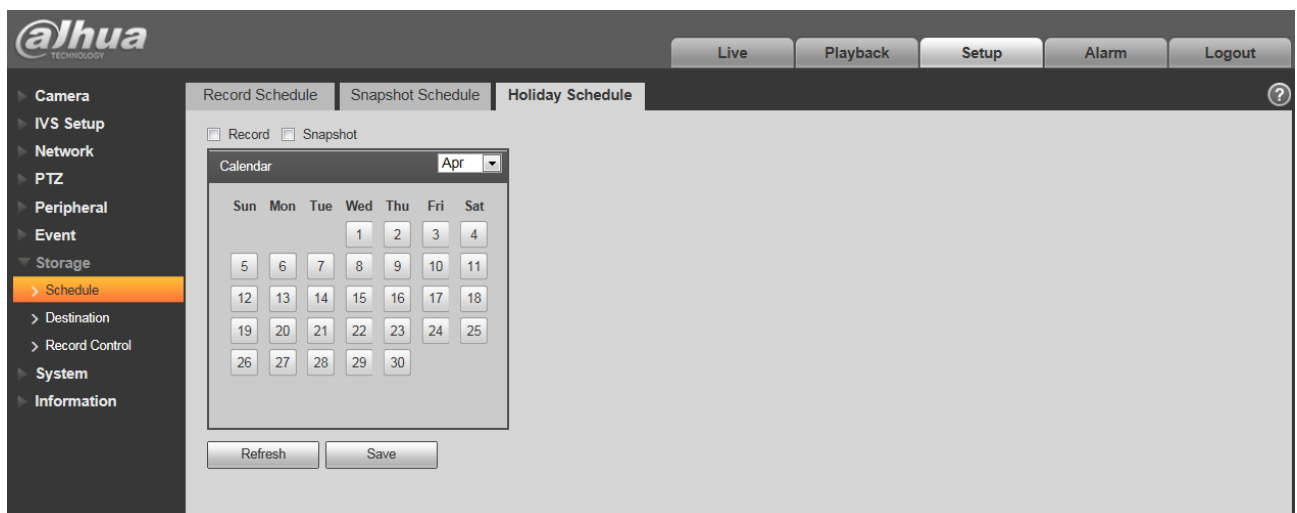 alhua
TECHNOLOGY
Live Playback Setup Alarm Logout
Camera
IVS Setup
Network
PTZ
Peripheral
Event
Storage
Schedule
Destination
Record Control
System
Information
Record Schedule Snapshot Schedule Holiday Schedule ?
Record Snapshot
Calendar Apr
Sun Mon Tue Wed Thu Fri Sat
1 2 3 4
5 6 7 8 9 10 11
12 13 14 15 16 17 18
19 20 21 22 23 24 25
26 27 28 29 30
Refresh Save